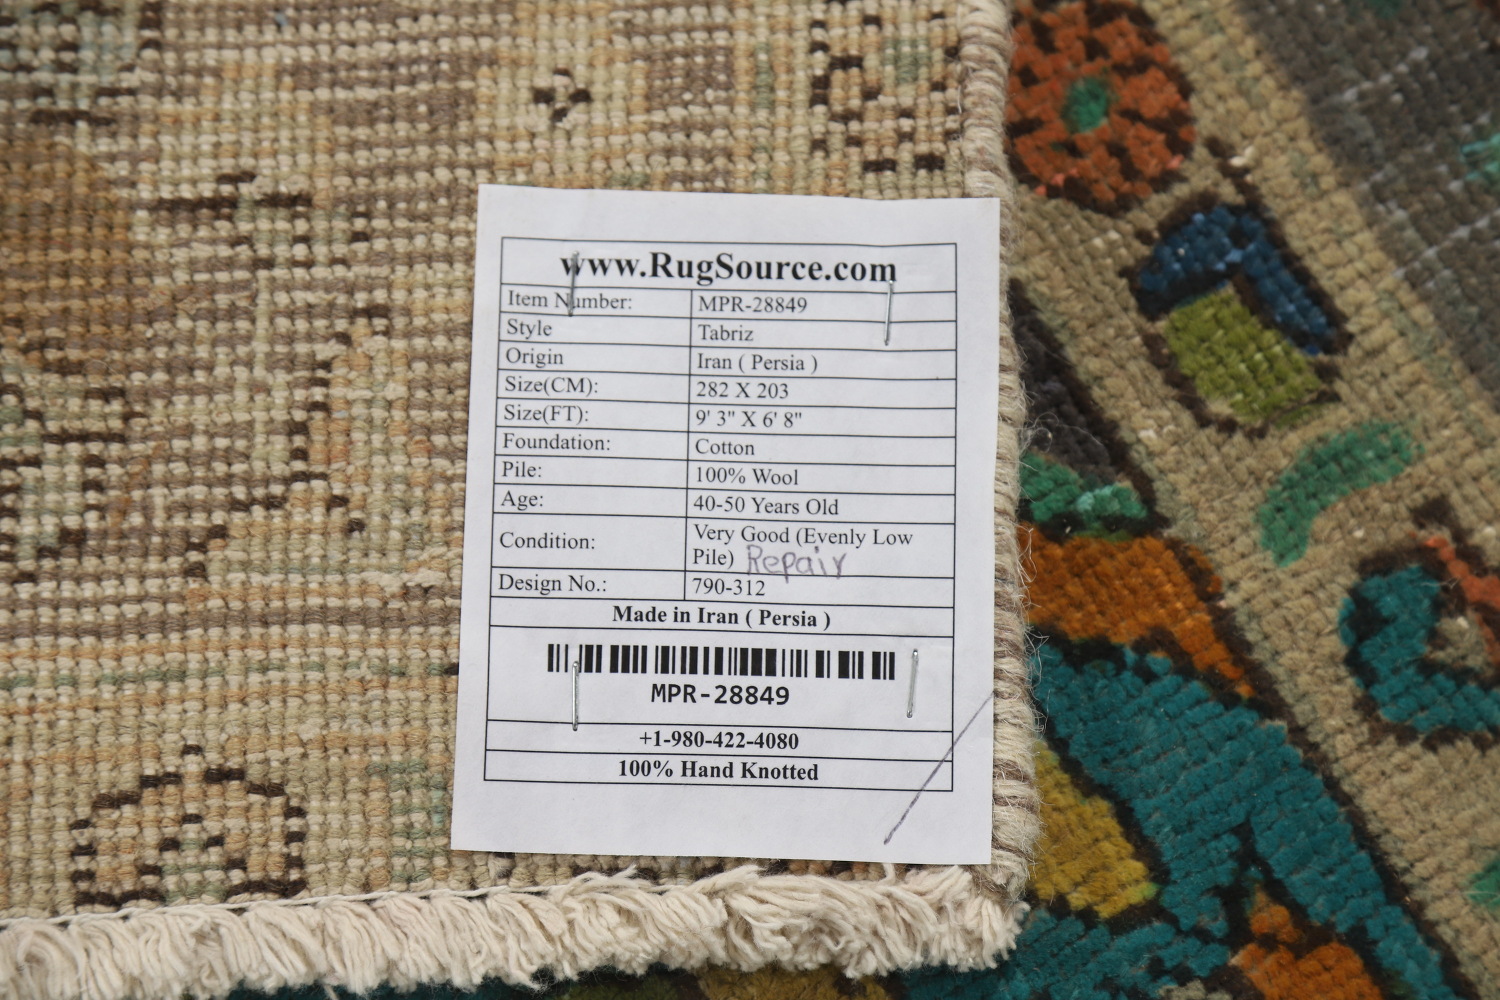 www.RugSource.com
Item Number: MPR-28849
Style Tabriz
Origin Iran ( Persia )
Size(CM): 282 X 203
Size(FT): 9' 3" X 6' 8"
Foundation: Cotton
Pile: 100% Wool
Age: 40-50 Years Old
Condition: Very Good (Evenly Low
Pile) Repair
Design No.: 790-312
Made in Iran ( Persia )
MPR-28849
+1-980-422-4080
100% Hand Knotted